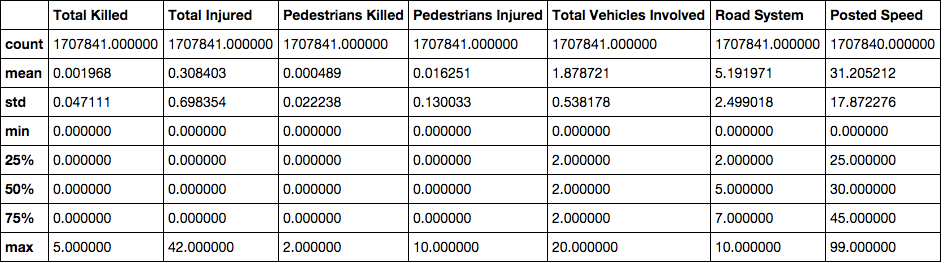 Total Killed Total Injured Pedestrians Killed Pedestrians Injured Total Vehicles Involved Road System Posted Speed
count 1707841.000000 1707841.000000 1707841.000000 1707841.000000 1707841.000000 1707841.000000 1707840.000000
mean 0.001968 0.308403 0.000489 0.016251 1.878721 5.191971 31.205212
std 0.047111 0.698354 0.022238 0.130033 0.538178 2.499018 17.872276
min 0.000000 0.000000 0.000000 0.000000 0.000000 0.000000 0.000000
25% 0.000000 0.000000 0.000000 0.000000 2.000000 2.000000 25.000000
50% 0.000000 0.000000 0.000000 0.000000 2.000000 5.000000 30.000000
75% 0.000000 0.000000 0.000000 0.000000 2.000000 7.000000 45.000000
max 5.000000 42.000000 2.000000 10.000000 20.000000 10.000000 99.000000